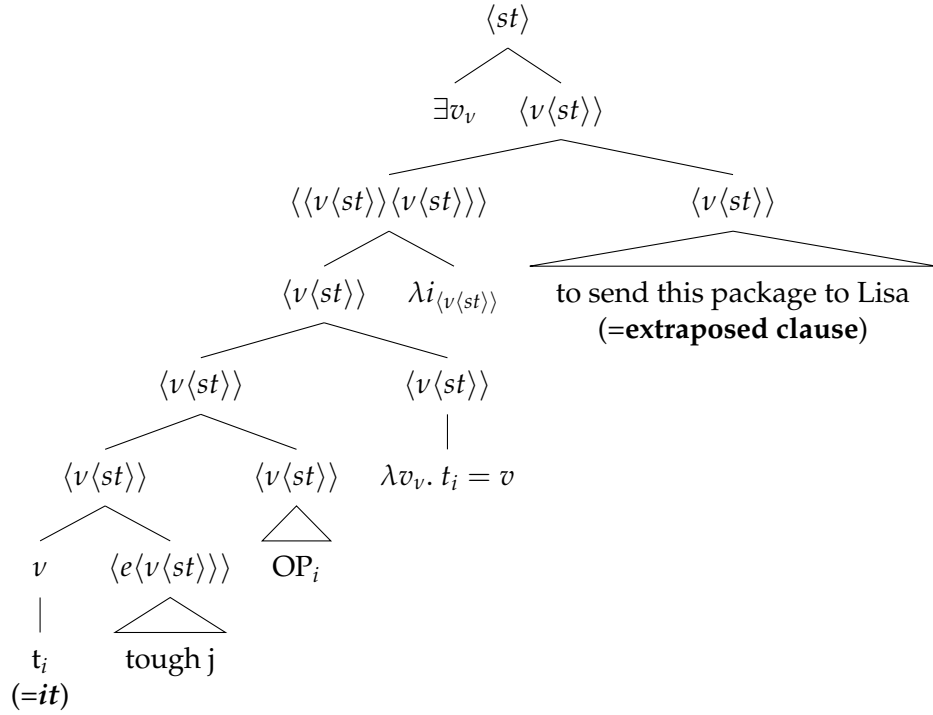 ⟨st⟩
∃v_ν ⟨ν⟨st⟩⟩
⟨⟨ν⟨st⟩⟩⟨ν⟨st⟩⟩⟩ ⟨ν⟨st⟩⟩
⟨ν⟨st⟩⟩ λi_⟨ν⟨st⟩⟩ to send this package to Lisa
(=extraposed clause)
⟨ν⟨st⟩⟩ ⟨ν⟨st⟩⟩
⟨ν⟨st⟩⟩ ⟨ν⟨st⟩⟩ λv_ν. t_i = v
ν ⟨e⟨ν⟨st⟩⟩⟩ OP_i
t_i tough j
(=it)